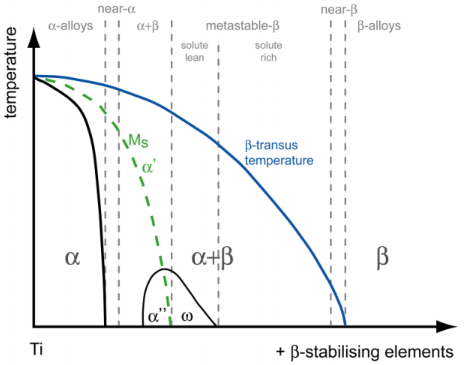 near-α
near-β
α-alloys
α+β
metastable-β
β-alloys
solute
lean
solute
rich
temperature
Ms
α'
β-transus
temperature
α
α+β
β
α''
ω
Ti
+ β-stabilising elements